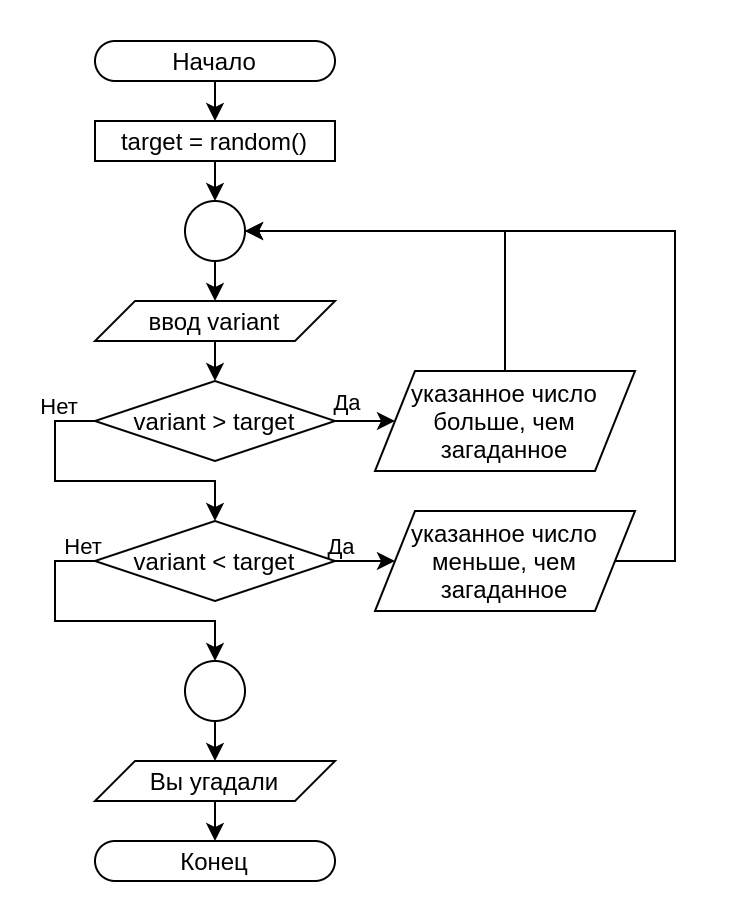 Начало
target = random()
ввод variant
Нет
variant > target
Да
указанное число
больше, чем
загаданное
Нет
variant < target
Да
указанное число
меньше, чем
загаданное
Вы угадали
Конец